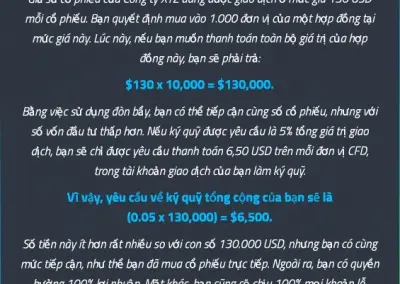 Giả sử cổ phiếu của công ty XYZ đang được giao dịch ở mức giá 130 USD
mỗi cổ phiếu. Bạn quyết định mua vào 1.000 đơn vị của một hợp đồng tại
mức giá này. Lúc này, nếu bạn muốn thanh toán toàn bộ giá trị của hợp
đồng này, bạn sẽ phải trả:
$130 x 10,000 = $130,000.
Bằng việc sử dụng đòn bẩy, bạn có thể tiếp cận cùng số cổ phiếu, nhưng với
số vốn đầu tư thấp hơn. Nếu ký quỹ được yêu cầu là 5% tổng giá trị giao
dịch, bạn sẽ chỉ được yêu cầu thanh toán 6,50 USD trên mỗi đơn vị CFD,
trong tài khoản giao dịch của bạn làm ký quỹ.
Vì vậy, yêu cầu về ký quỹ tổng cộng của bạn sẽ là
(0.05 x 130,000) = $6,500.
Số tiền này ít hơn rất nhiều so với con số 130.000 USD, nhưng bạn có cùng
mức tiếp cận, như thể bạn đã mua cổ phiếu trực tiếp. Ngoài ra, bạn có quyền
hưởng 100% lợi nhuận. Mặt khác, bạn cũng sẽ chịu 100% mọi khoản lỗ